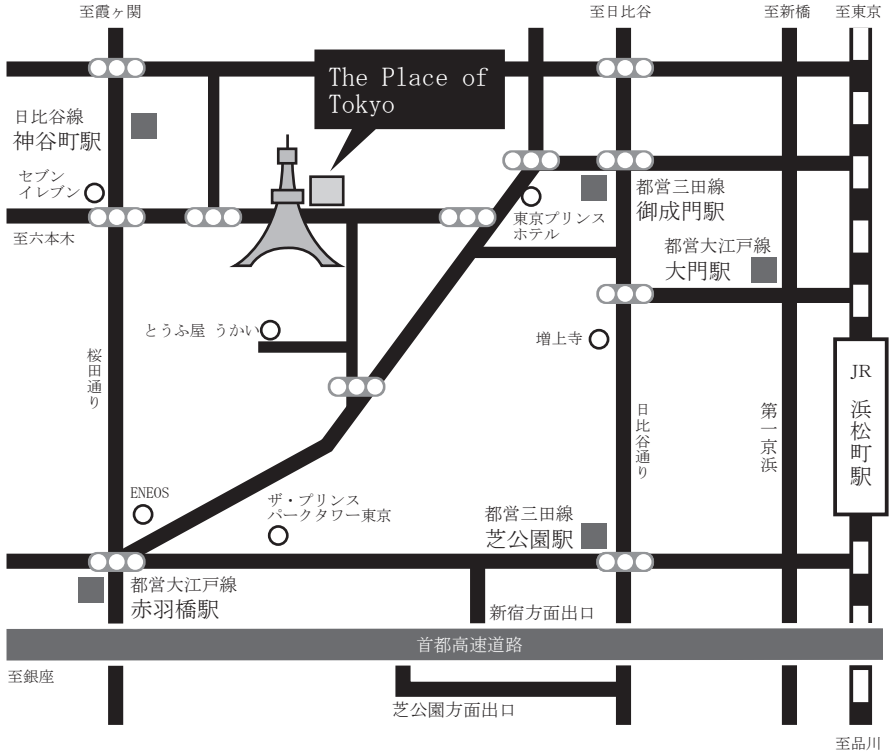 至霞ヶ関
至日比谷
至新橋
至東京
The Place of
Tokyo
日比谷線
神谷町駅
セブン
イレブン
至六本木
東京プリンス
ホテル
都営三田線
御成門駅
都営大江戸線
大門駅
とうふ屋 うかい
増上寺
桜田通り
日比谷通り
第一京浜
JR 浜松町駅
ENEOS
ザ・プリンス
パークタワー東京
都営三田線
芝公園駅
都営大江戸線
赤羽橋駅
新宿方面出口
首都高速道路
至銀座
芝公園方面出口
至品川